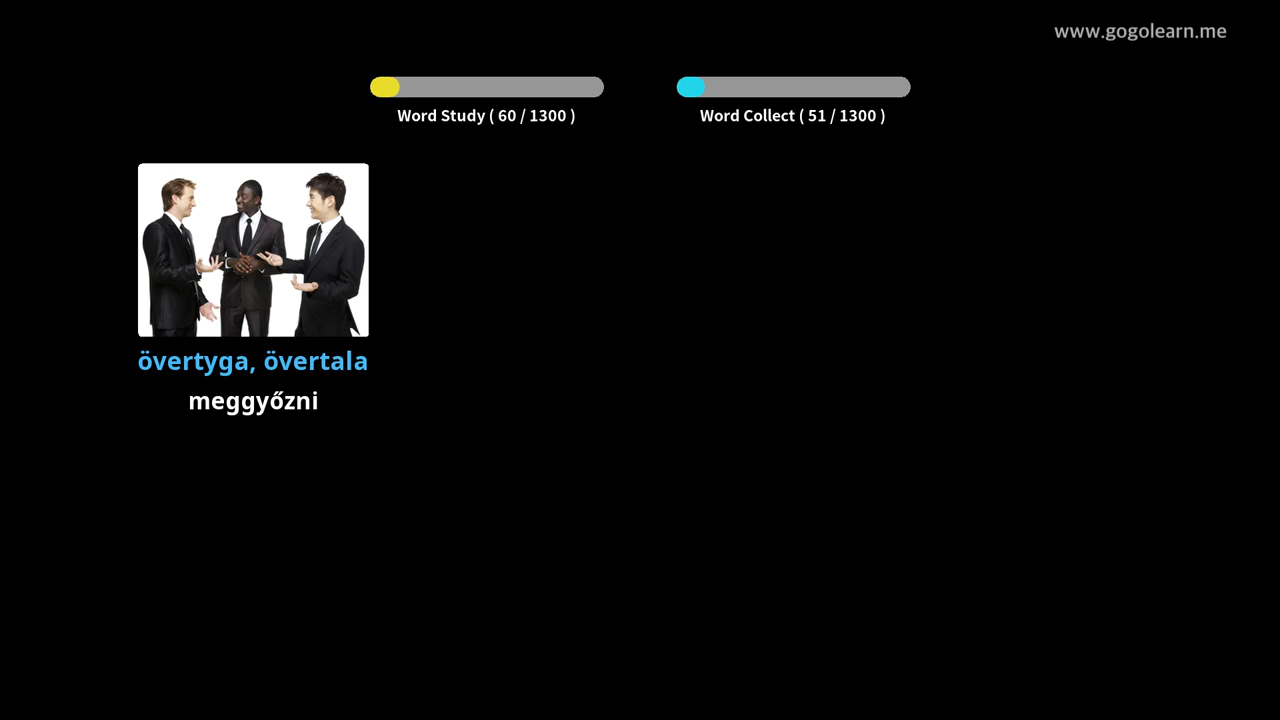 www.gogolearn.me
Word Study ( 60 / 1300 )
Word Collect ( 51 / 1300 )
övertyga, övertala
meggyőzni